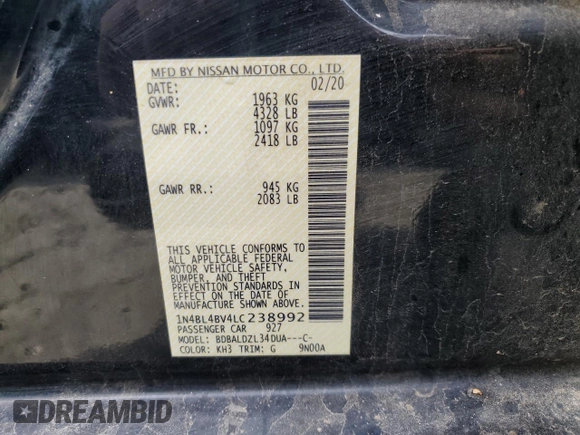 MFD BY NISSAN MOTOR CO., LTD.
DATE: 02/20
GVWR: 1963 KG
4328 LB
GAWR FR.: 1097 KG
2418 LB
GAWR RR.: 945 KG
2083 LB
THIS VEHICLE CONFORMS TO
ALL APPLICABLE FEDERAL
MOTOR VEHICLE SAFETY,
BUMPER, AND THEFT
PREVENTION STANDARDS IN
EFFECT ON THE DATE OF
MANUFACTURE SHOWN ABOVE.
1N4BL4BV4LC238992
PASSENGER CAR 927
MODEL: BDBALDZL34DUA---C-
COLOR: KH3 TRIM: G 9N00A
DREAMBID